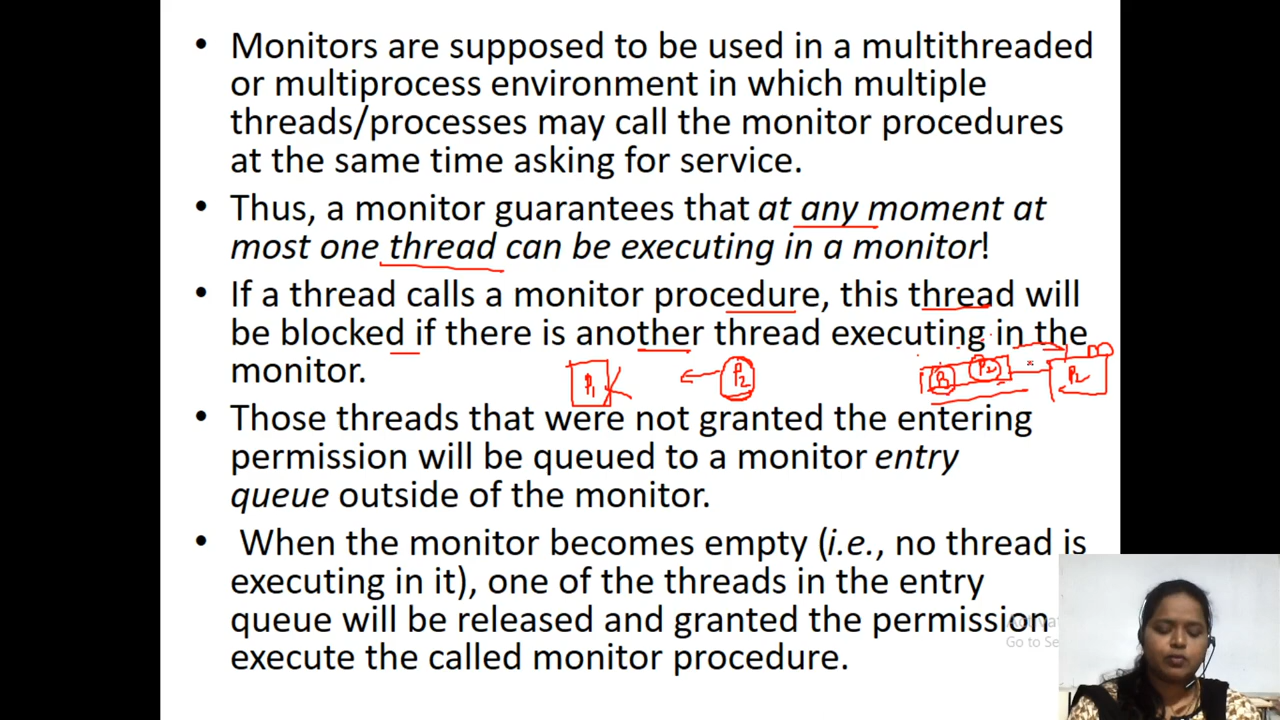 • Monitors are supposed to be used in a multithreaded
or multiprocess environment in which multiple
threads/processes may call the monitor procedures
at the same time asking for service.
• Thus, a monitor guarantees that at any moment at
most one thread can be executing in a monitor!
• If a thread calls a monitor procedure, this thread will
be blocked if there is another thread executing in the
monitor.
P1
P2
P2
P2
• Those threads that were not granted the entering
permission will be queued to a monitor entry
queue outside of the monitor.
• When the monitor becomes empty (i.e., no thread is
executing in it), one of the threads in the entry
queue will be released and granted the permission
execute the called monitor procedure.